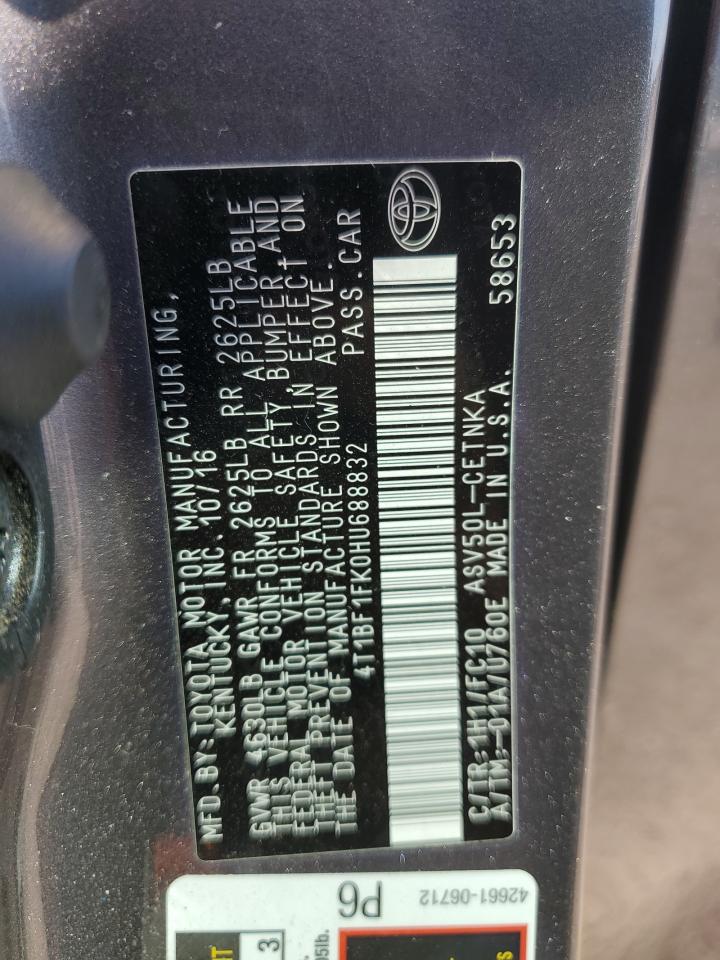 MFD.BY:TOYOTA MOTOR MANUFACTURING,
KENTUCKY, INC.10/16
GVWR 4630LB GAWR FR 2625LB RR 2625LB
THIS VEHICLE CONFORMS TO ALL APPLICABLE
FEDERAL MOTOR VEHICLE SAFETY,BUMPER AND
THEFT PREVENTION STANDARDS IN EFFECT ON
THE DATE OF MANUFACTURE SHOWN ABOVE.
4T1BF1FK0HU688832 PASS.CAR
C/TR:1H1/FC10 ASV50L-CETNKA
A/TM:-01A/U760E MADE IN U.S.A. 58653
P6
42661-06712
3